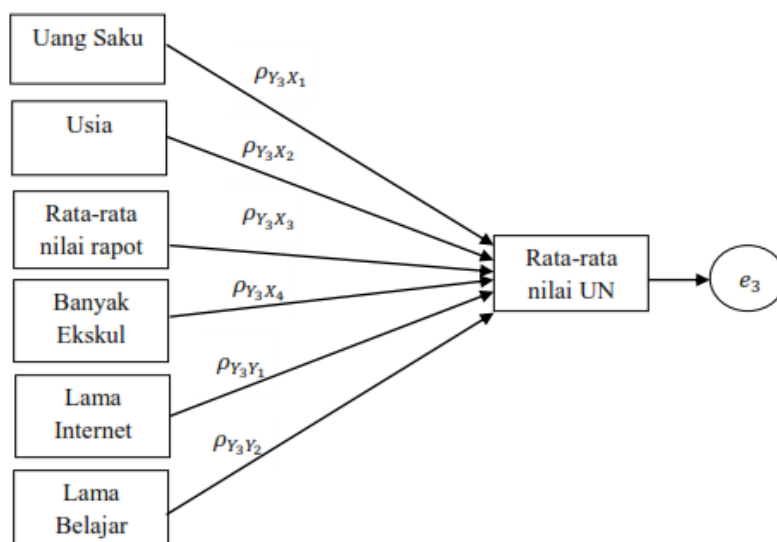 Uang Saku
ρY₃X₁
Usia
ρY₃X₂
Rata-rata
nilai rapot
ρY₃X₃
Banyak
Ekskul
ρY₃X₄
Lama
Internet
ρY₃Y₁
Lama
Belajar
ρY₃Y₂
Rata-rata
nilai UN
e₃